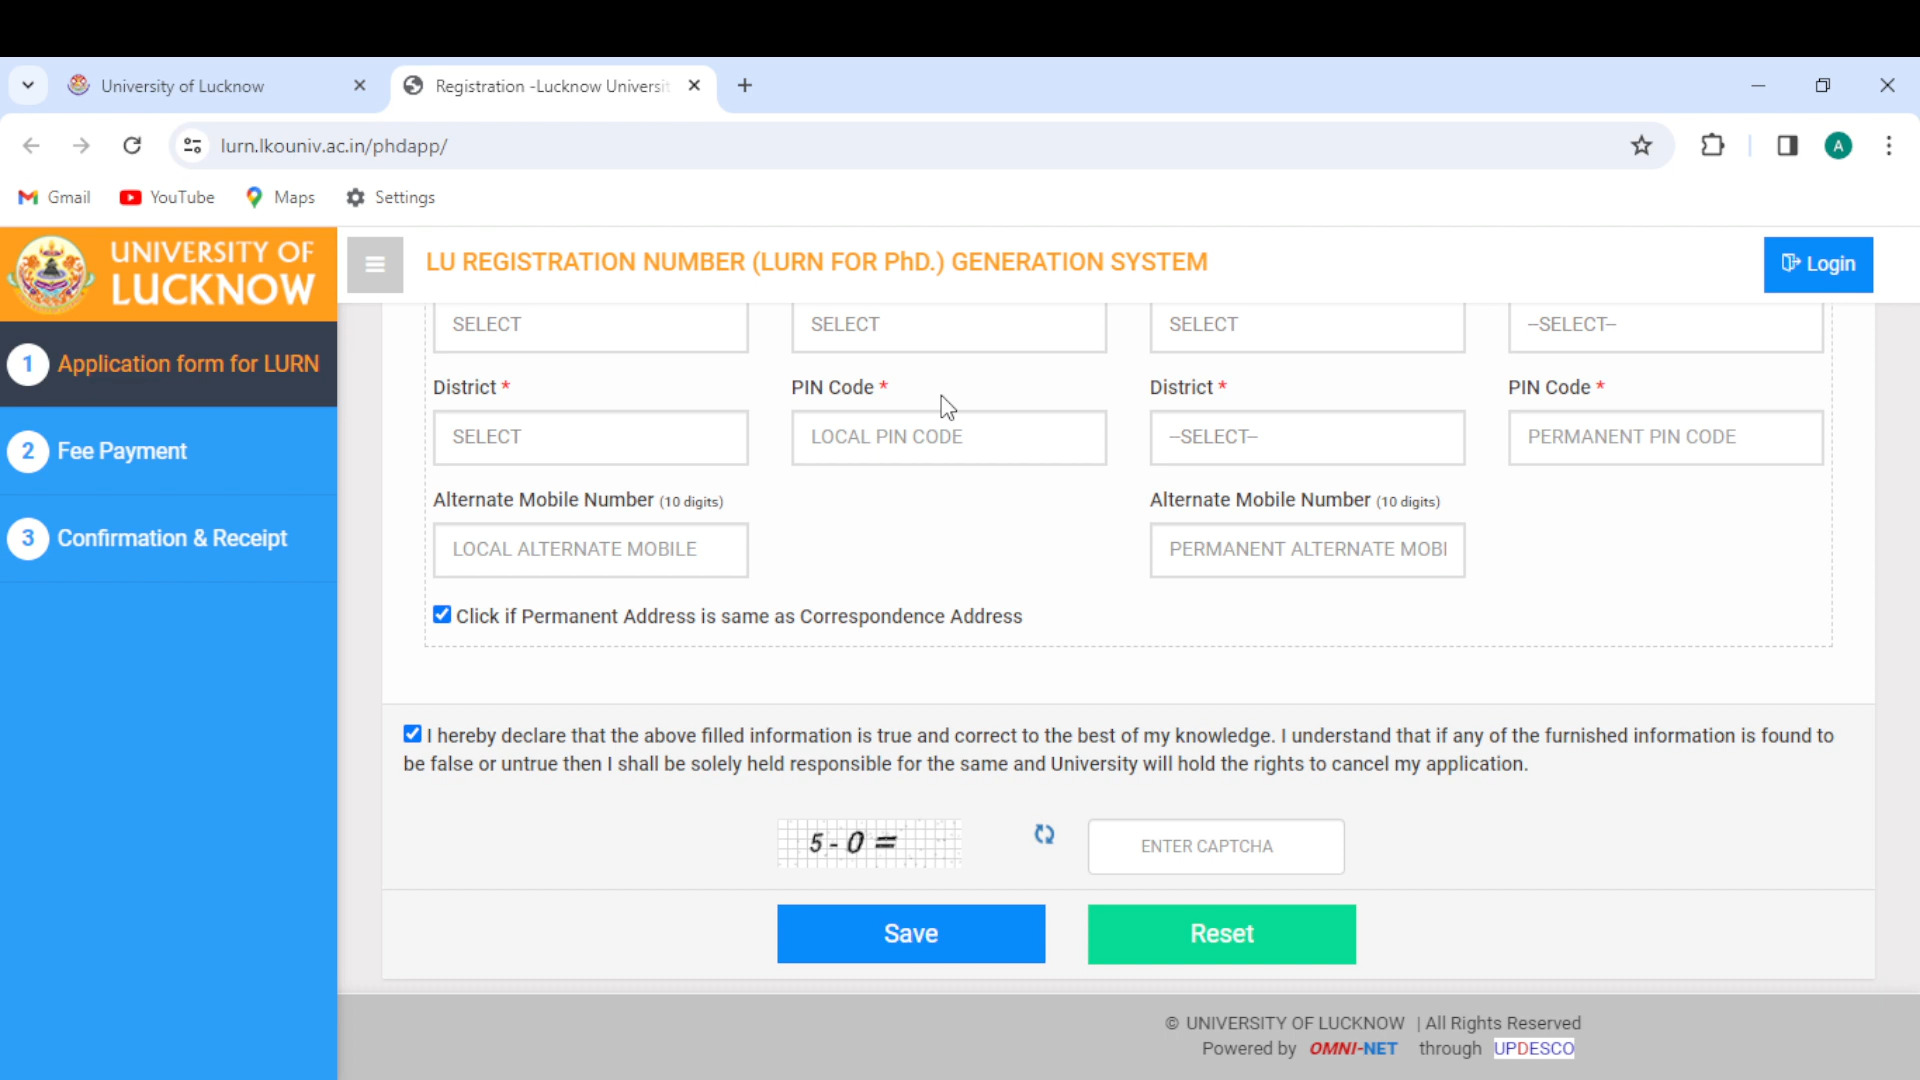 University of Lucknow
Registration -Lucknow Universit
lurn.lkouniv.ac.in/phdapp/
A
Gmail
YouTube
Maps
Settings
UNIVERSITY OF
LUCKNOW
LU REGISTRATION NUMBER (LURN FOR PhD.) GENERATION SYSTEM
Login
1 Application form for LURN
2 Fee Payment
3 Confirmation & Receipt
SELECT
SELECT
SELECT
--SELECT--
District *
PIN Code *
District *
PIN Code *
SELECT
LOCAL PIN CODE
--SELECT--
PERMANENT PIN CODE
Alternate Mobile Number (10 digits)
Alternate Mobile Number (10 digits)
LOCAL ALTERNATE MOBILE
PERMANENT ALTERNATE MOBI
Click if Permanent Address is same as Correspondence Address
I hereby declare that the above filled information is true and correct to the best of my knowledge. I understand that if any of the furnished information is found to
be false or untrue then I shall be solely held responsible for the same and University will hold the rights to cancel my application.
5 - 0 =
ENTER CAPTCHA
Save
Reset
© UNIVERSITY OF LUCKNOW | All Rights Reserved
Powered by OMNI-NET through UPDESCO